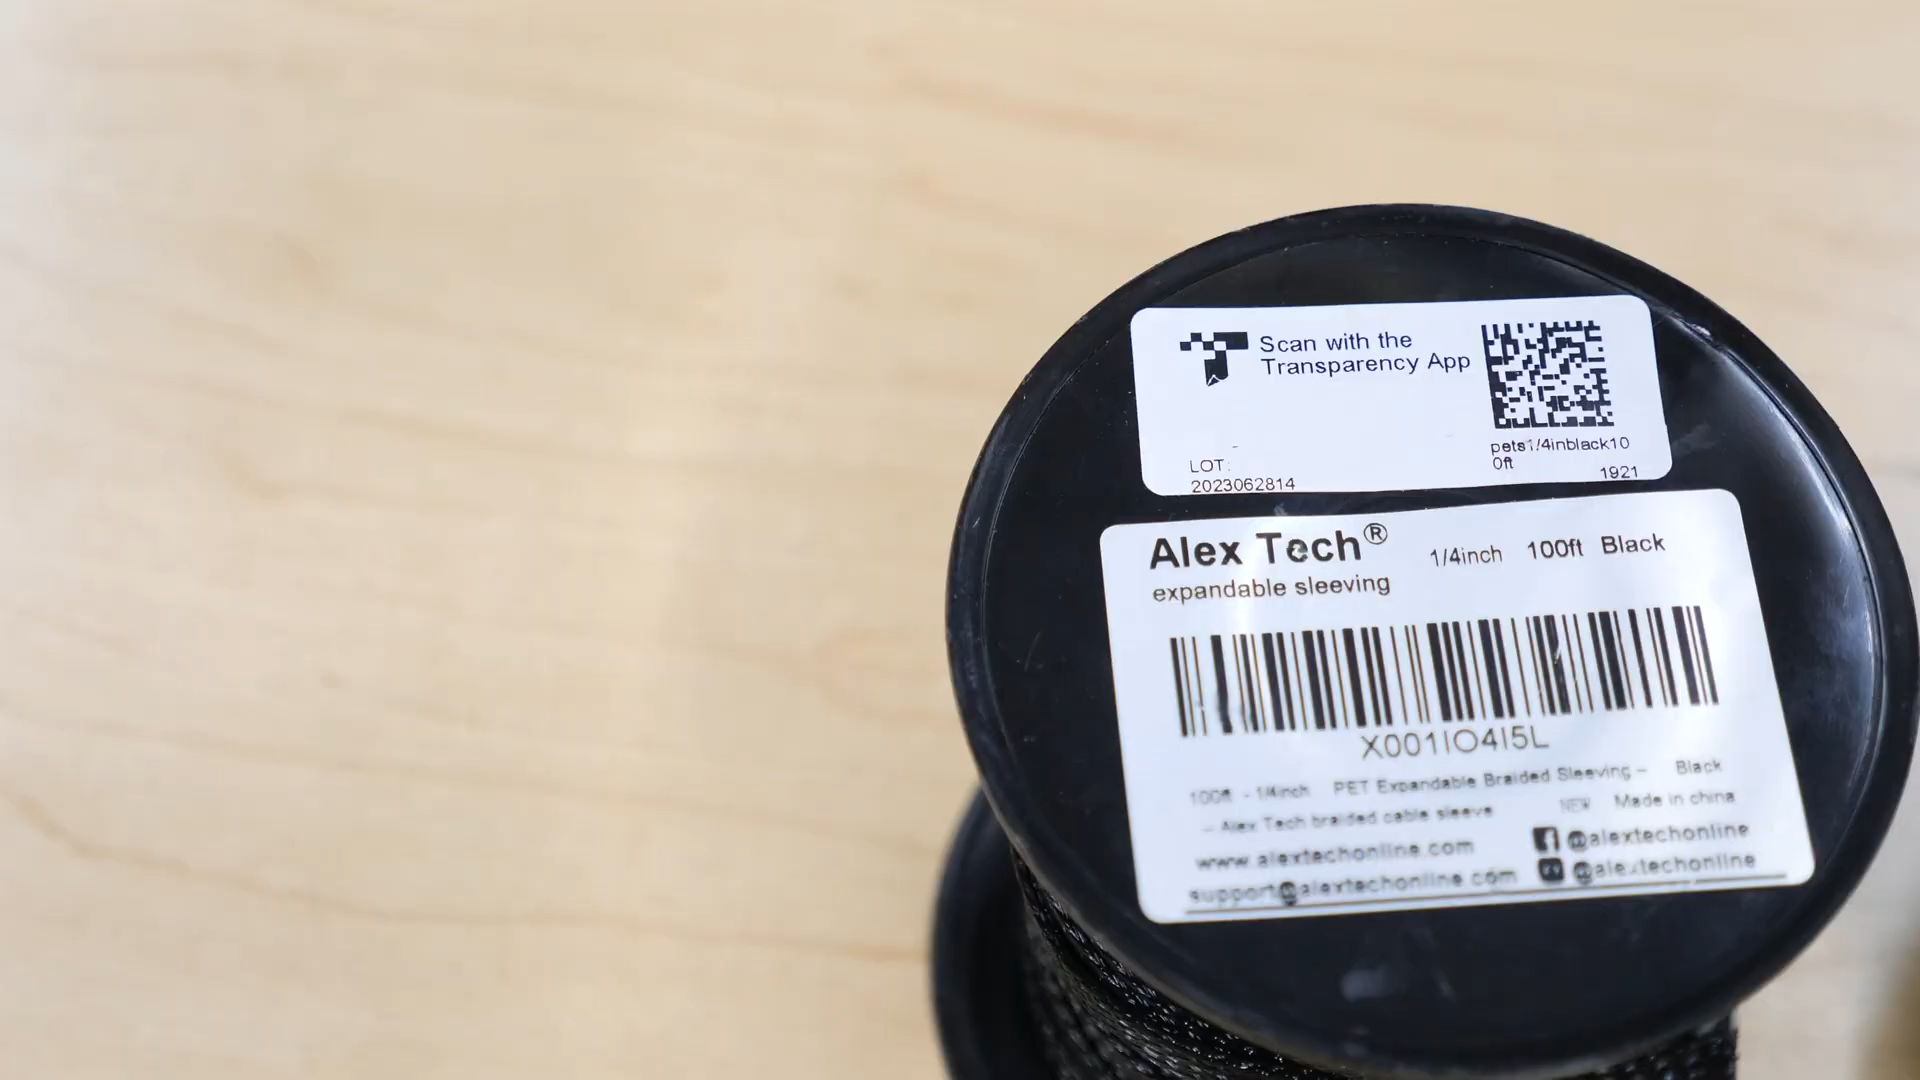 Scan with the
Transparency App
pets1/4inblack10
0ft
1921
LOT:
2023062814
Alex Tech®
1/4inch 100ft Black
expandable sleeving
X001IO4I5L
100ft - 1/4inch PET Expandable Braided Sleeving – Black
– Alex Tech braided cable sleeve NEW Made in china
www.alextechonline.com
@alextechonline
support@alextechonline.com
@alextechonline